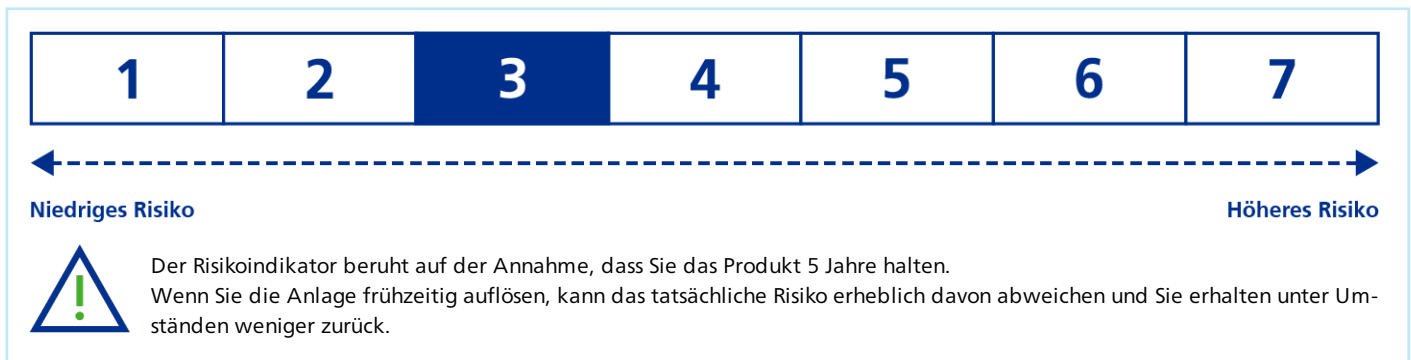 1 2 3 4 5 6 7
Niedriges Risiko Höheres Risiko
Der Risikoindikator beruht auf der Annahme, dass Sie das Produkt 5 Jahre halten.
Wenn Sie die Anlage frühzeitig auflösen, kann das tatsächliche Risiko erheblich davon abweichen und Sie erhalten unter Um-
ständen weniger zurück.